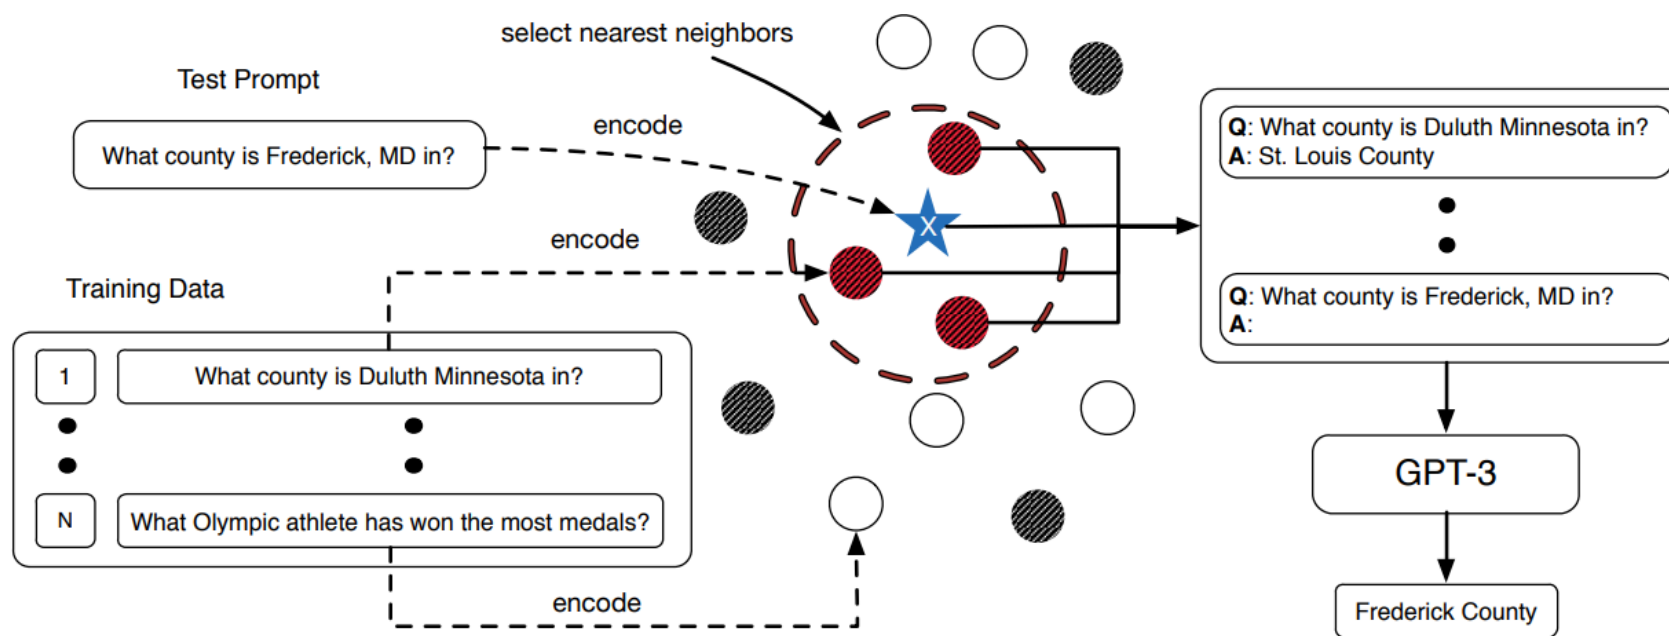 select nearest neighbors
Test Prompt
encode
What county is Frederick, MD in?
X
encode
Training Data
1
What county is Duluth Minnesota in?
N
What Olympic athlete has won the most medals?
encode
Q: What county is Duluth Minnesota in?
A: St. Louis County
Q: What county is Frederick, MD in?
A:
GPT-3
Frederick County